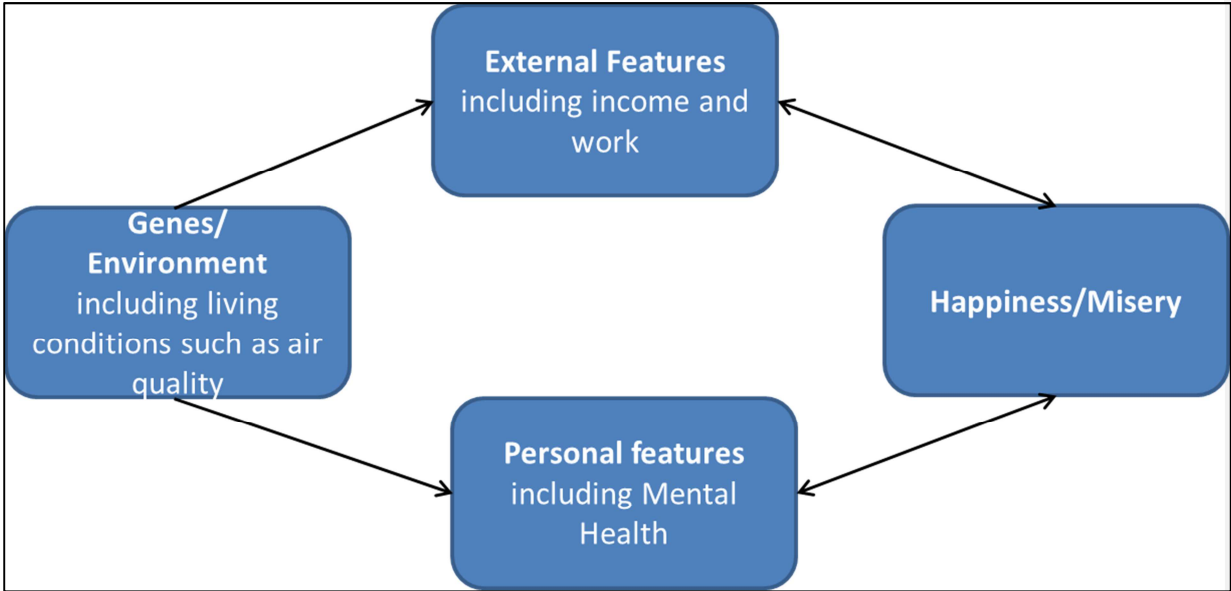 External Features
including income and
work
Genes/
Environment
including living
conditions such as air
quality
Happiness/Misery
Personal features
including Mental
Health